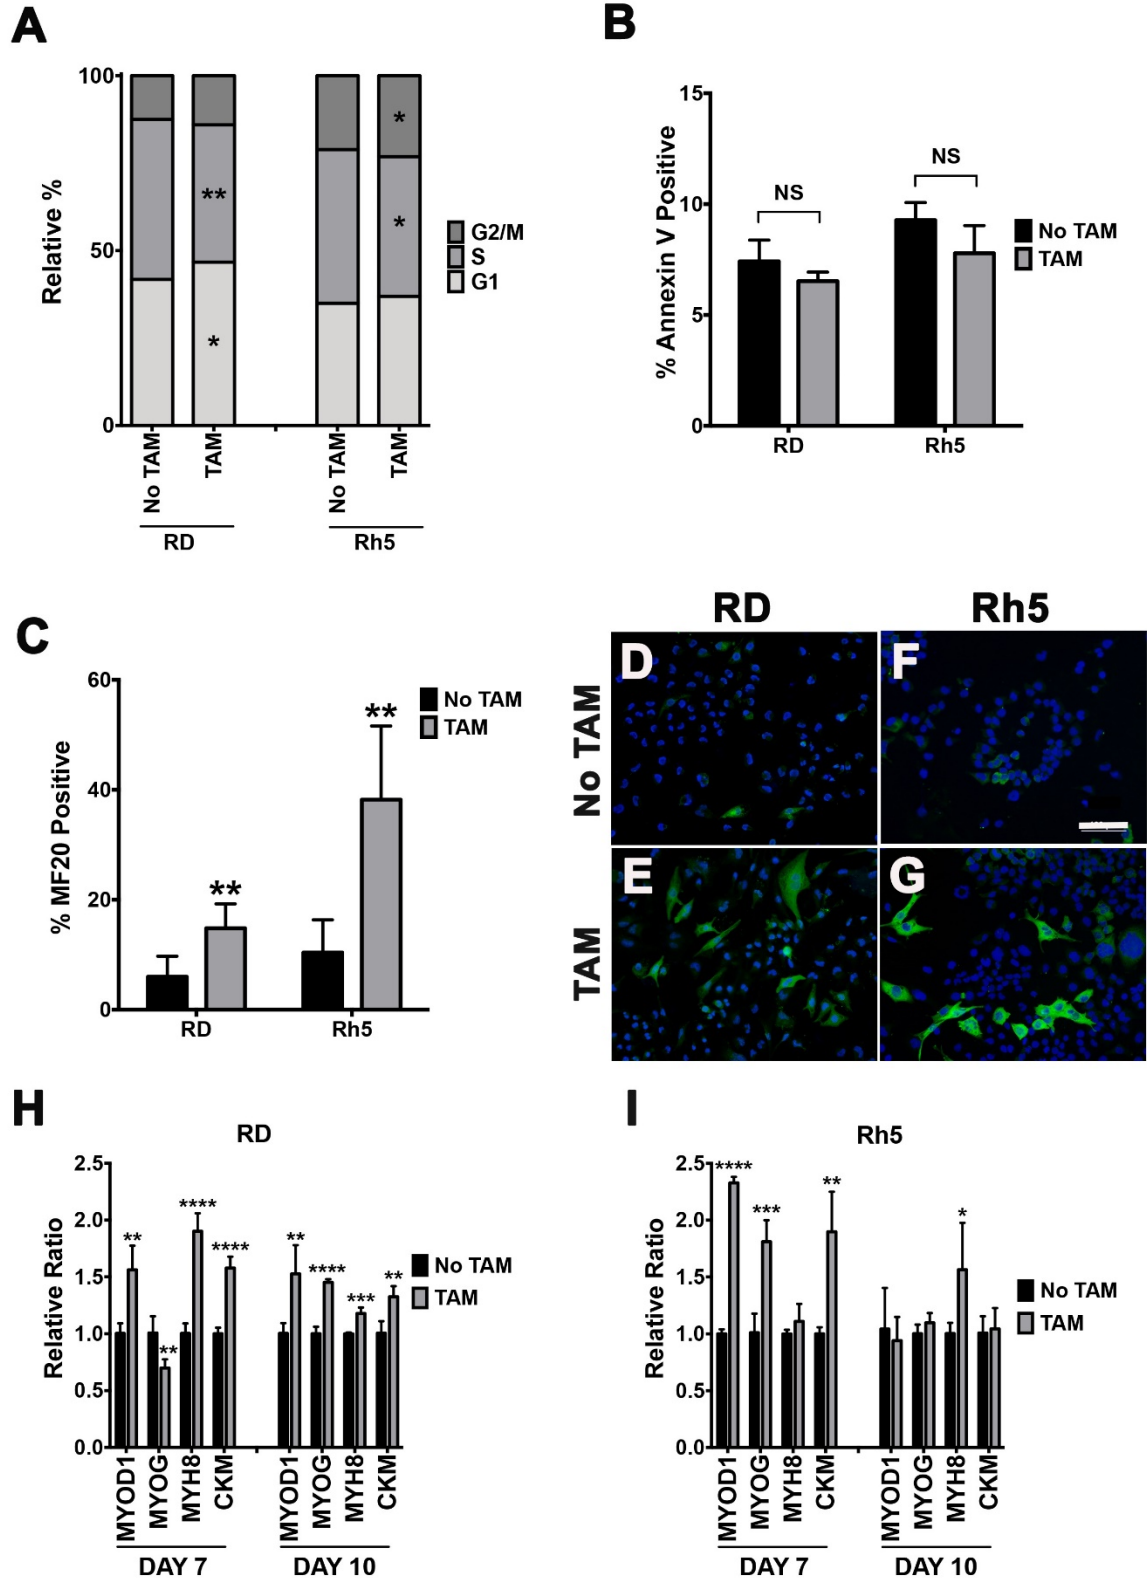 A
100
50
0
Relative %
**
*
*
*
G2/M
S
G1
No TAM
TAM
No TAM
TAM
RD
Rh5
B
15
10
5
0
% Annexin V Positive
NS
NS
No TAM
TAM
RD
Rh5
C
60
40
20
0
% MF20 Positive
**
**
No TAM
TAM
RD
Rh5
RD
Rh5
No TAM
TAM
D
F
E
G
H
RD
2.5
2.0
1.5
1.0
0.5
0.0
Relative Ratio
**
**
****
****
**
****
***
**
No TAM
TAM
MYOD1
MYOG
MYH8
CKM
MYOD1
MYOG
MYH8
CKM
DAY 7
DAY 10
I
Rh5
2.5
2.0
1.5
1.0
0.5
0.0
Relative Ratio
****
***
**
*
No TAM
TAM
MYOD1
MYOG
MYH8
CKM
MYOD1
MYOG
MYH8
CKM
DAY 7
DAY 10